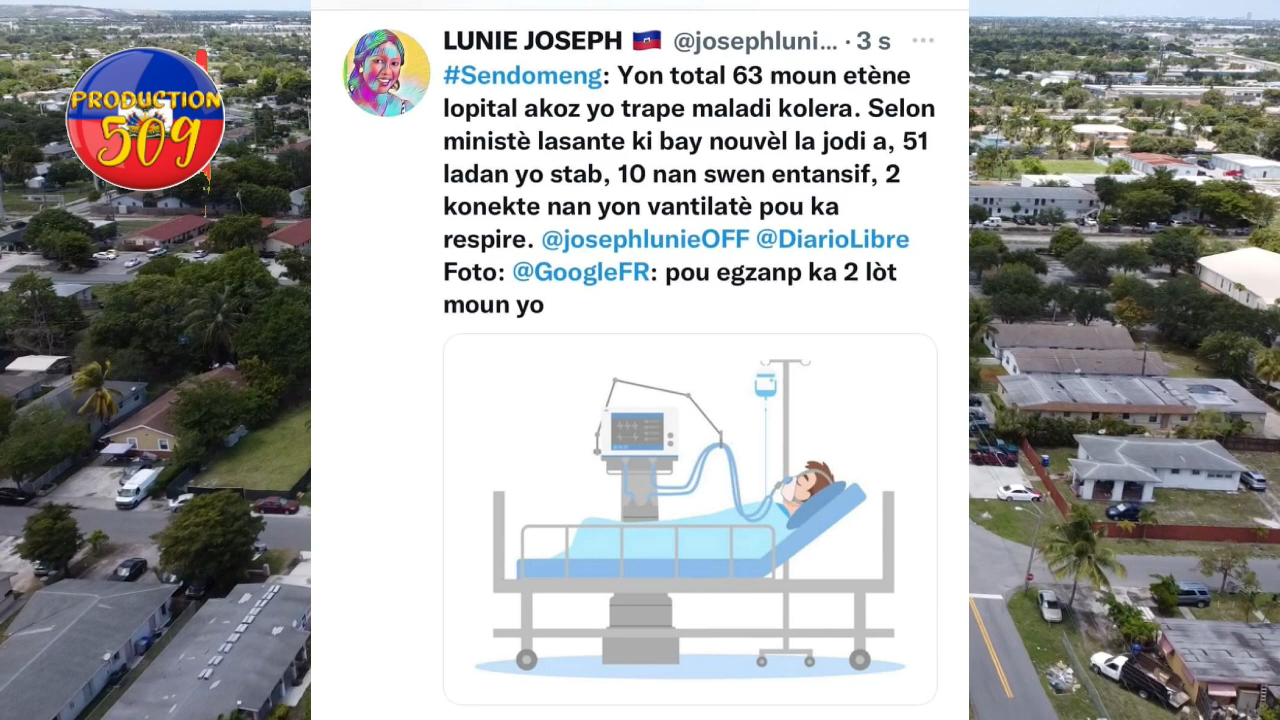 PRODUCTION
509
LUNIE JOSEPH 🇭🇹 @josephluni... · 3 s ...
#Sendomeng: Yon total 63 moun etène
lopital akoz yo trape maladi kolera. Selon
ministè lasante ki bay nouvèl la jodi a, 51
ladan yo stab, 10 nan swen entansif, 2
konekte nan yon vantilatè pou ka
respire. @josephlunieOFF @DiarioLibre
Foto: @GoogleFR: pou egzanp ka 2 lòt
moun yo